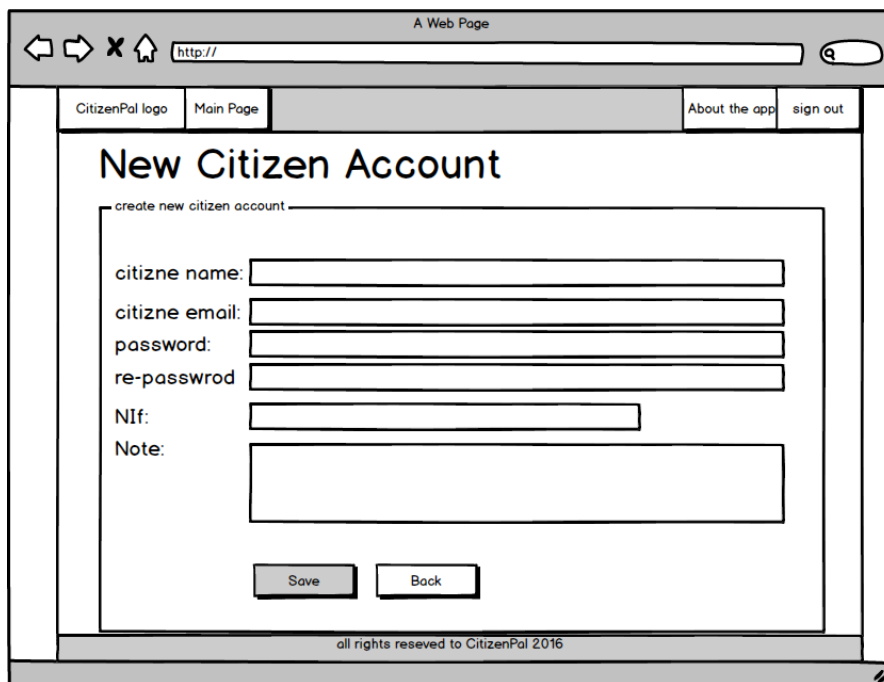 A Web Page
http://
CitizenPal logo Main Page About the app sign out
New Citizen Account
create new citizen account
citizne name:
citizne email:
password:
re-passwrod
NIf:
Note:
Save Back
all rights reseved to CitizenPal 2016